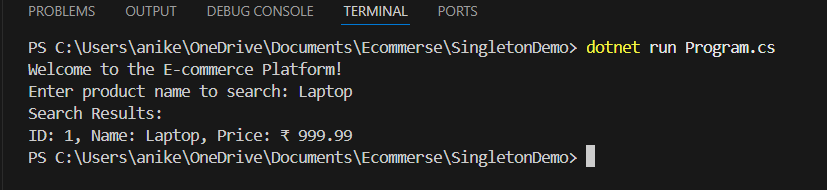 PROBLEMS OUTPUT DEBUG CONSOLE TERMINAL PORTS
PS C:\Users\anike\OneDrive\Documents\Ecommerse\SingletonDemo> dotnet run Program.cs
Welcome to the E-commerce Platform!
Enter product name to search: Laptop
Search Results:
ID: 1, Name: Laptop, Price: ₹ 999.99
PS C:\Users\anike\OneDrive\Documents\Ecommerse\SingletonDemo>